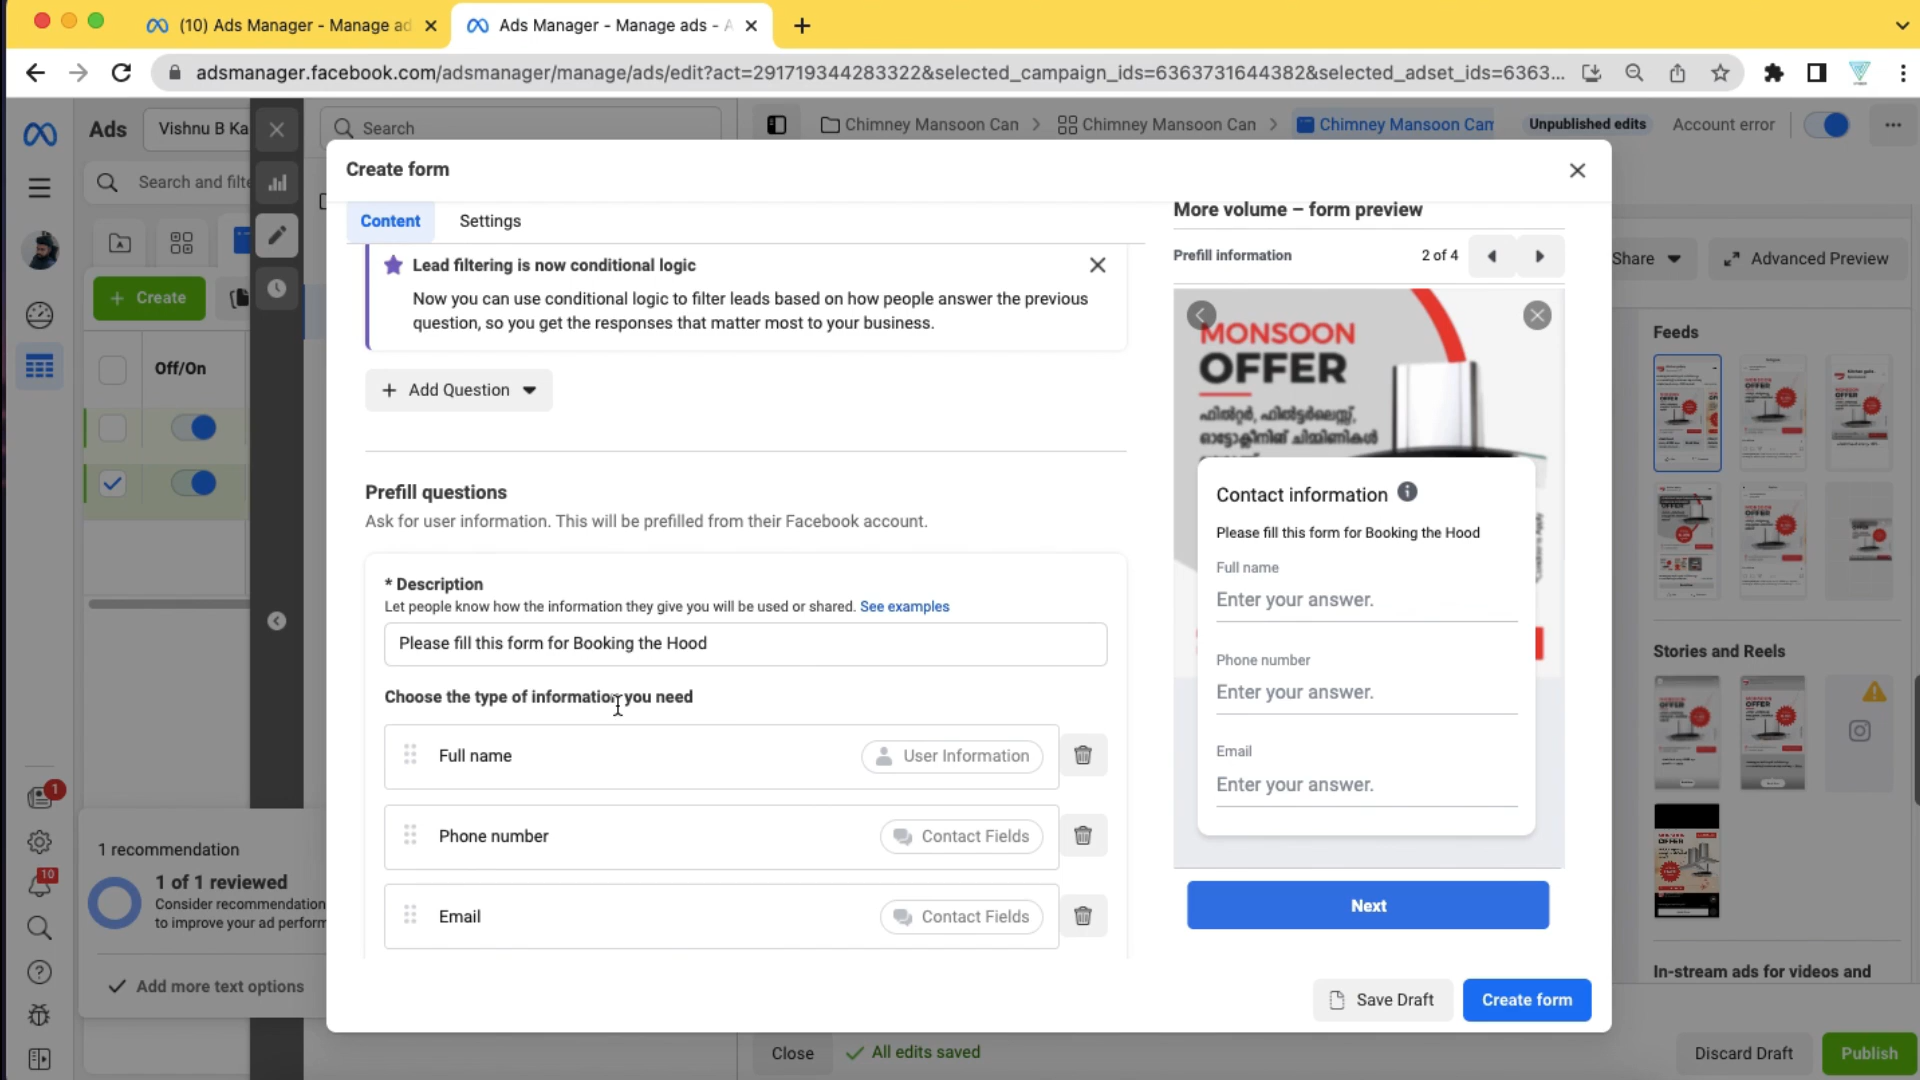 (10) Ads Manager - Manage ad
Ads Manager - Manage ads - A
adsmanager.facebook.com/adsmanager/manage/ads/edit?act=291719344283322&selected_campaign_ids=6363731644382&selected_adset_ids=6363...
Ads
Vishnu B Ka
Search
Chimney Mansoon Can
Chimney Mansoon Can
Chimney Mansoon Cam
Unpublished edits
Account error
Search and filte
Create
Off/On
1
10
1 recommendation
1 of 1 reviewed
Consider recommendation
to improve your ad perform
Add more text options
Create form
Content
Settings
Lead filtering is now conditional logic
Now you can use conditional logic to filter leads based on how people answer the previous
question, so you get the responses that matter most to your business.
Add Question
Prefill questions
Ask for user information. This will be prefilled from their Facebook account.
* Description
Let people know how the information they give you will be used or shared. See examples
Please fill this form for Booking the Hood
Choose the type of information you need
Full name
User Information
Phone number
Contact Fields
Email
Contact Fields
More volume – form preview
Prefill information
2 of 4
MONSOON
OFFER
ഫിൽറ്റർ, ഫിൽട്ടർലെസ്സ്,
ഓട്ടോക്ലീനിങ് ചിമ്മിണികൾ
Contact information
Please fill this form for Booking the Hood
Full name
Enter your answer.
Phone number
Enter your answer.
Email
Enter your answer.
Next
Save Draft
Create form
Share
Advanced Preview
Feeds
Stories and Reels
In-stream ads for videos and
Close
All edits saved
Discard Draft
Publish